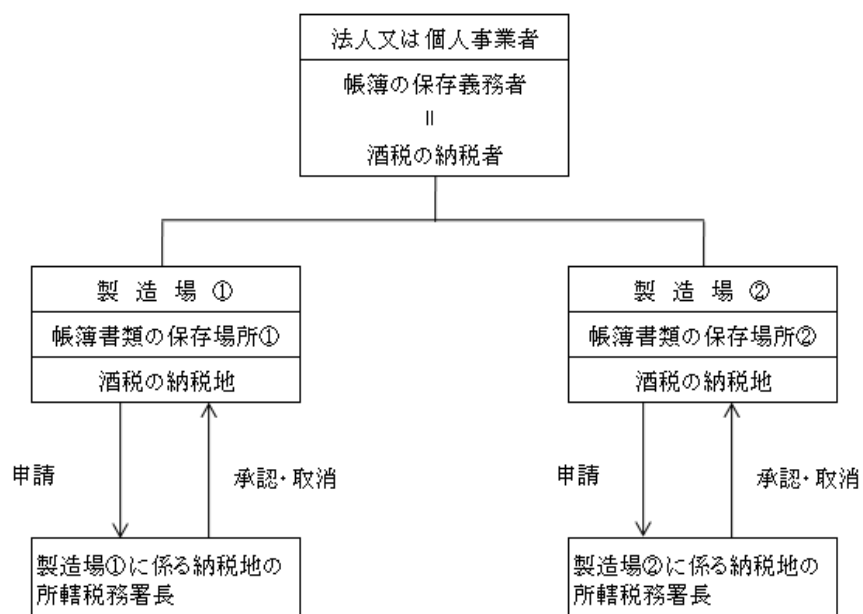 法人又は個人事業者
帳簿の保存義務者
＝
酒税の納税者
製造場①
帳簿書類の保存場所①
酒税の納税地
製造場②
帳簿書類の保存場所②
酒税の納税地
申請
承認・取消
申請
承認・取消
製造場①に係る納税地の
所轄税務署長
製造場②に係る納税地の
所轄税務署長